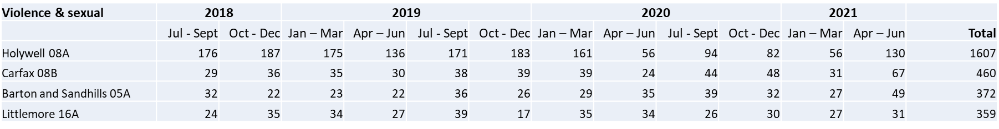 Violence & sexual 2018 2019 2020 2021
Jul - Sept Oct - Dec Jan – Mar Apr – Jun Jul - Sept Oct - Dec Jan – Mar Apr – Jun Jul - Sept Oct - Dec Jan – Mar Apr – Jun Total
Holywell 08A 176 187 175 136 171 183 161 56 94 82 56 130 1607
Carfax 08B 29 36 35 30 38 39 39 24 44 48 31 67 460
Barton and Sandhills 05A 32 22 23 22 36 26 29 35 39 32 27 49 372
Littlemore 16A 24 35 34 27 39 17 35 34 26 30 27 31 359